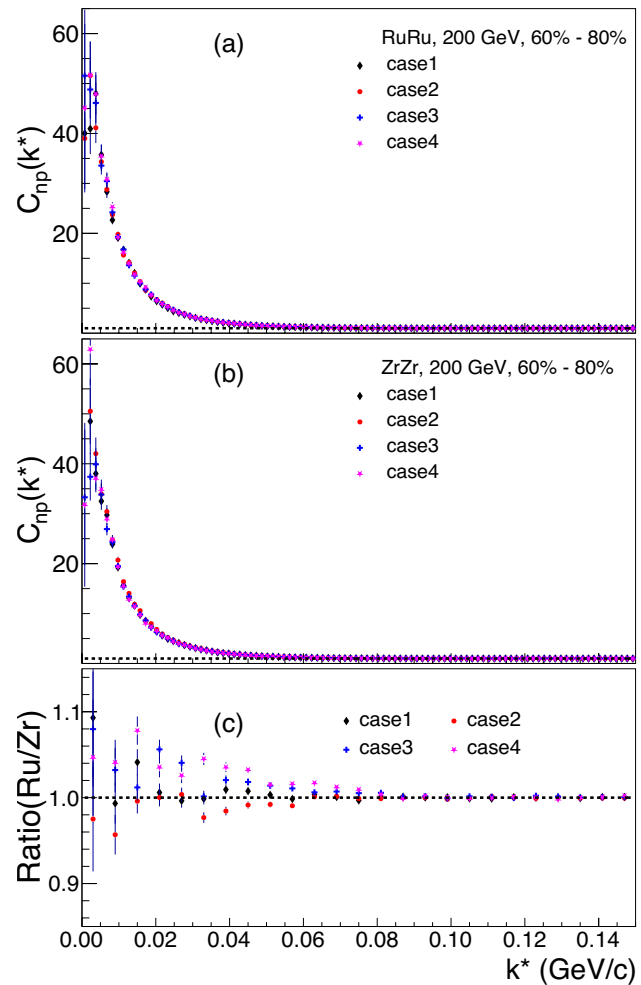 (a)
RuRu, 200 GeV, 60% - 80%
case1
case2
case3
case4
C_np(k*)
60
40
20
(b)
ZrZr, 200 GeV, 60% - 80%
case1
case2
case3
case4
C_np(k*)
60
40
20
(c)
case1 case2
case3 case4
Ratio(Ru/Zr)
1.1
1.0
0.9
0.00 0.02 0.04 0.06 0.08 0.10 0.12 0.14
k* (GeV/c)